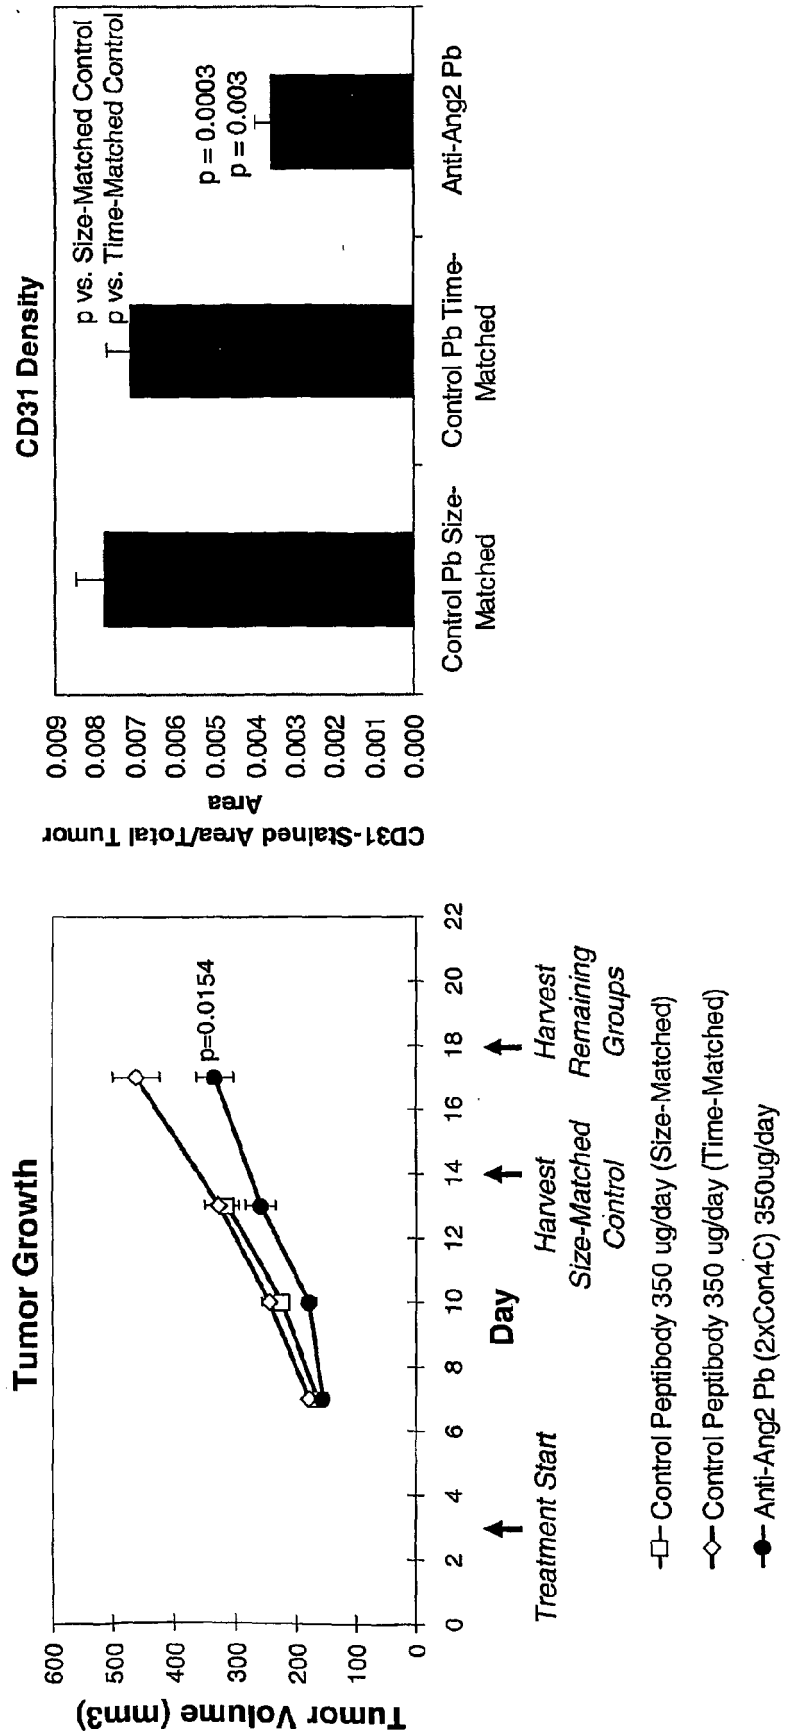 Tumor Growth
Tumor Volume (mm3)
600
500
400
300
200
100
0
p=0.0154
0 2 4 6 8 10 12 14 16 18 20 22
Day
Treatment Start
Harvest
Size-Matched
Control
Harvest
Remaining
Groups
Control Peptibody 350 ug/day (Size-Matched)
Control Peptibody 350 ug/day (Time-Matched)
Anti-Ang2 Pb (2xCon4C) 350ug/day
CD31 Density
CD31-Stained Area/Total Tumor
Area
0.009
0.008
0.007
0.006
0.005
0.004
0.003
0.002
0.001
0.000
p vs. Size-Matched Control
p vs. Time-Matched Control
p = 0.0003
p = 0.003
Control Pb Size-
Matched
Control Pb Time-
Matched
Anti-Ang2 Pb